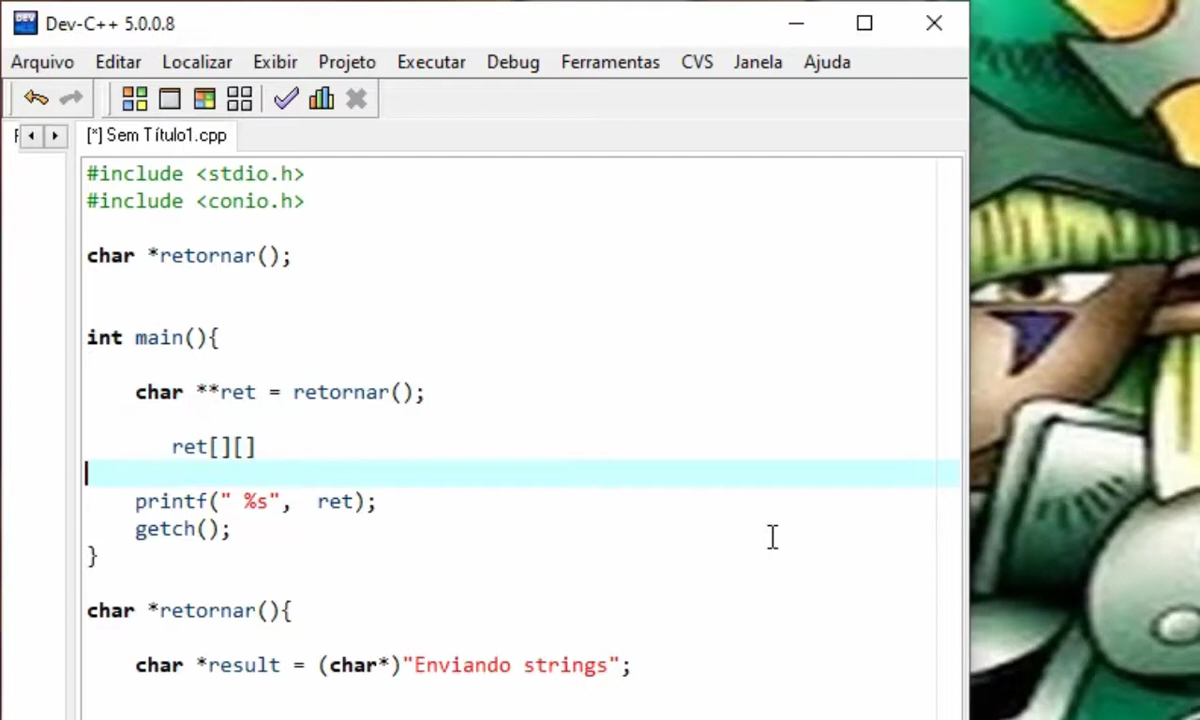 Dev-C++ 5.0.0.8
Arquivo Editar Localizar Exibir Projeto Executar Debug Ferramentas CVS Janela Ajuda
[*] Sem Título1.cpp
#include <stdio.h>
#include <conio.h>
char *retornar();
int main(){
char **ret = retornar();
ret[][]
printf(" %s",  ret);
getch();
}
char *retornar(){
char *result = (char*)"Enviando strings";